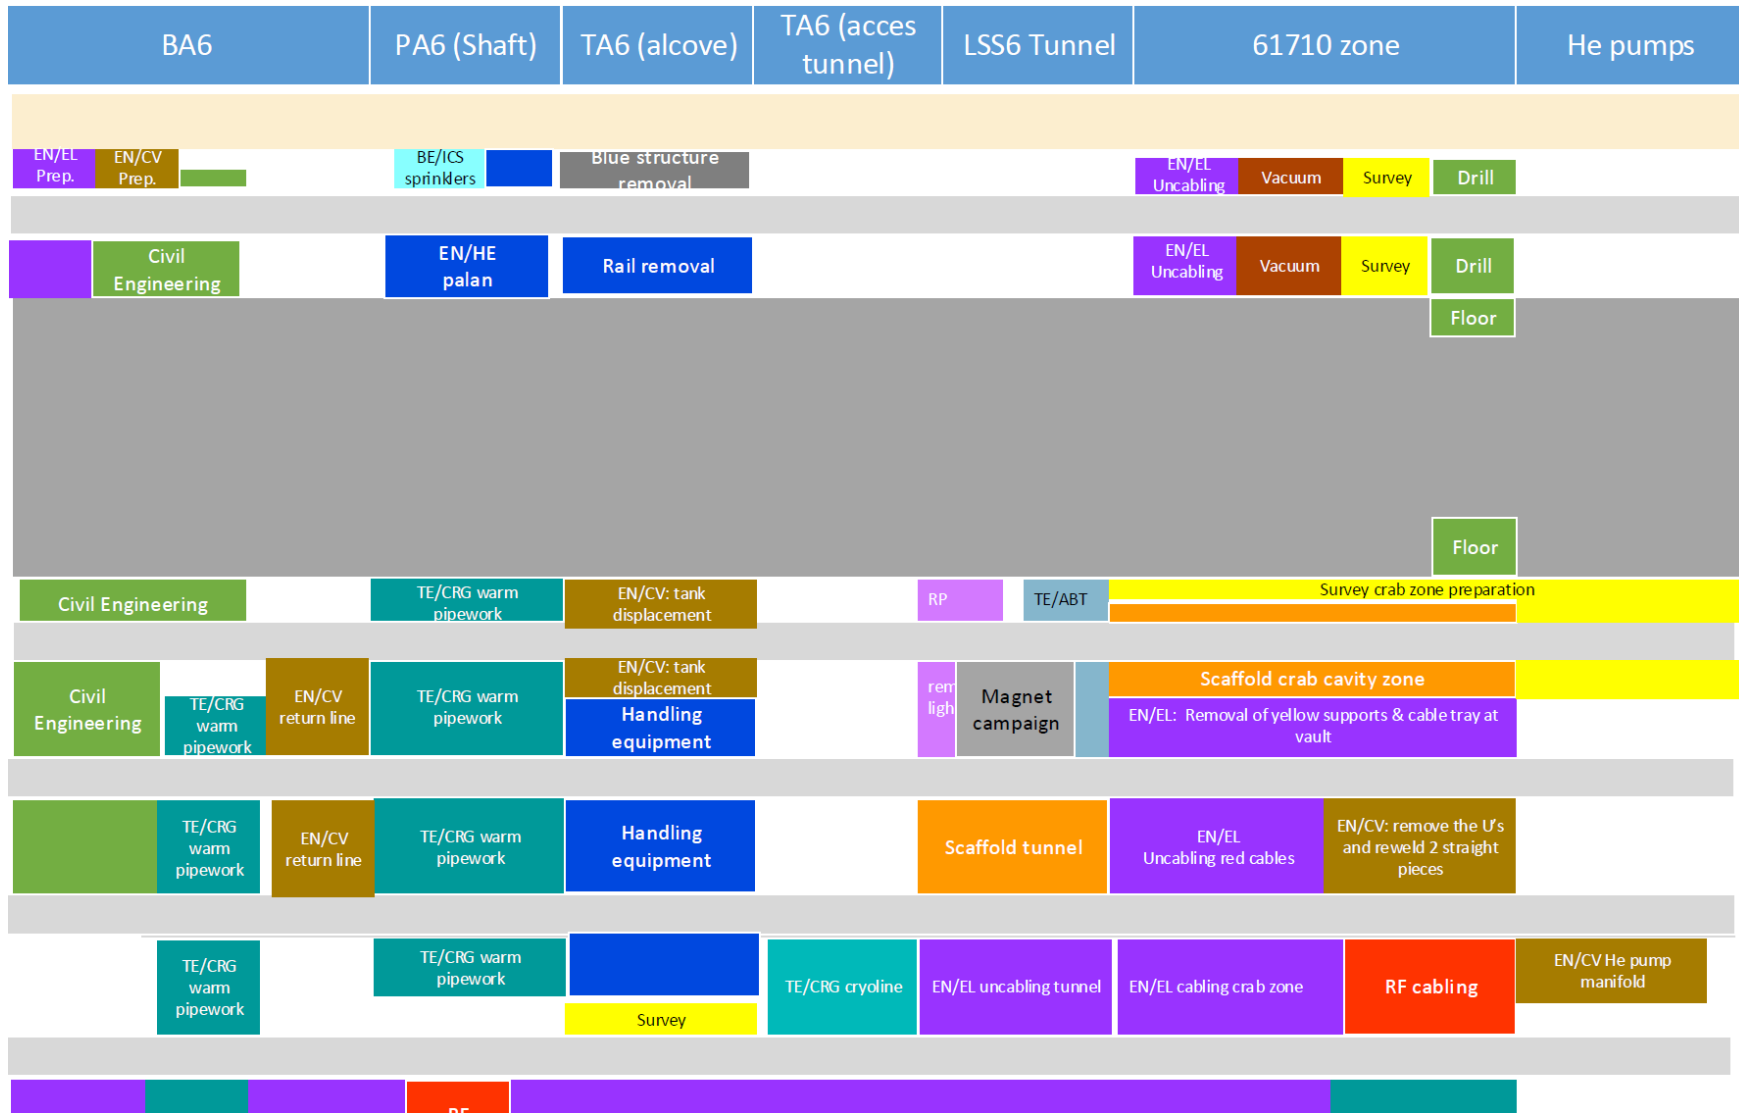 BA6
PA6 (Shaft)
TA6 (alcove)
TA6 (acces
tunnel)
LSS6 Tunnel
61710 zone
He pumps
EN/EL
Prep.
EN/CV
Prep.
BE/ICS
sprinklers
Blue structure
removal
EN/EL
Uncabling
Vacuum
Survey
Drill
Civil
Engineering
EN/HE
palan
Rail removal
EN/EL
Uncabling
Vacuum
Survey
Drill
Floor
Floor
Civil Engineering
TE/CRG warm
pipework
EN/CV: tank
displacement
RP
TE/ABT
Survey crab zone preparation
Civil
Engineering
TE/CRG
warm
pipework
EN/CV
return line
TE/CRG warm
pipework
EN/CV: tank
displacement
Handling
equipment
rem
ligh
Magnet
campaign
Scaffold crab cavity zone
EN/EL: Removal of yellow supports & cable tray at
vault
TE/CRG
warm
pipework
EN/CV
return line
TE/CRG warm
pipework
Handling
equipment
Scaffold tunnel
EN/EL
Uncabling red cables
EN/CV: remove the U's
and reweld 2 straight
pieces
TE/CRG
warm
pipework
TE/CRG warm
pipework
Survey
TE/CRG cryoline
EN/EL uncabling tunnel
EN/EL cabling crab zone
RF cabling
EN/CV He pump
manifold
RF